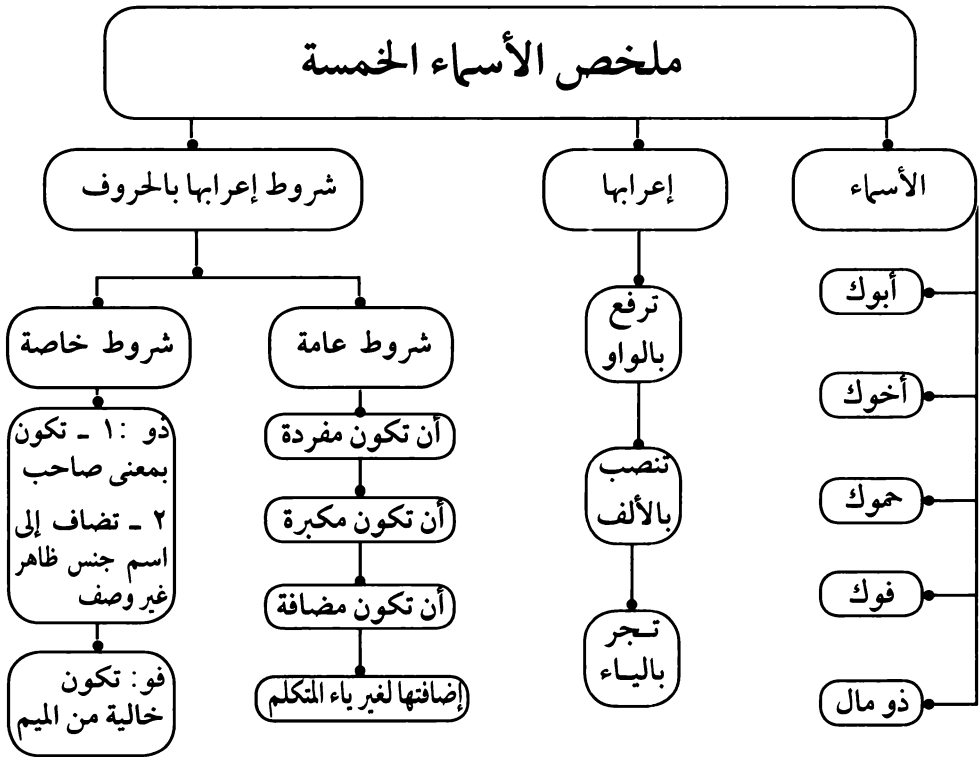 ملخص الأسماء الخمسة
الأسماء
أبوك
أخوك
حموك
فوك
ذو مال
إعرابها
ترفع
بالواو
تنصب
بالألف
تـجر
باليـاء
شروط إعرابها بالحروف
شروط عامة
أن تكون مفردة
أن تكون مكبرة
أن تكون مضافة
إضافتها لغير ياء المتكلم
شروط خاصة
ذو : ١ ـ تكون
بمعنى صاحب
٢ ـ تضاف إلى
اسم جنس ظاهر
غير وصف
فو: تكون
خالية من الميم